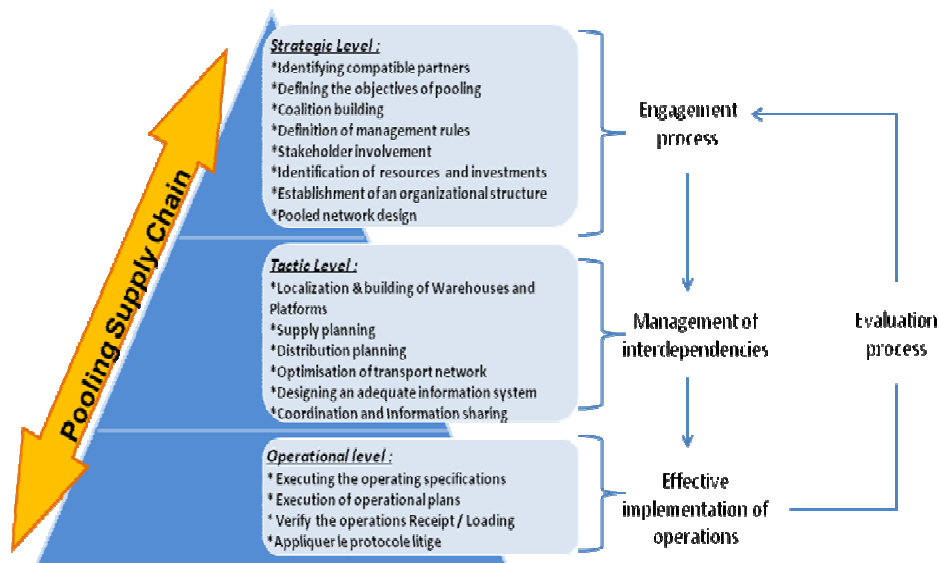 Pooling Supply Chain
Strategic Level :
*Identifying compatible partners
*Defining the objectives of pooling
*Coalition building
*Definition of management rules
*Stakeholder involvement
*Identification of resources and investments
*Establishment of an organizational structure
*Pooled network design
Engagement
process
Tactic Level :
*Localization & building of Warehouses and
Platforms
*Supply planning
*Distribution planning
*Optimisation of transport network
*Designing an adequate information system
*Coordination and Information sharing
Management of
interdependencies
Evaluation
process
Operational level :
* Executing the operating specifications
* Execution of operational plans
* Verify the operations Receipt / Loading
*Appliquer le protocole litige
Effective
implementation of
operations